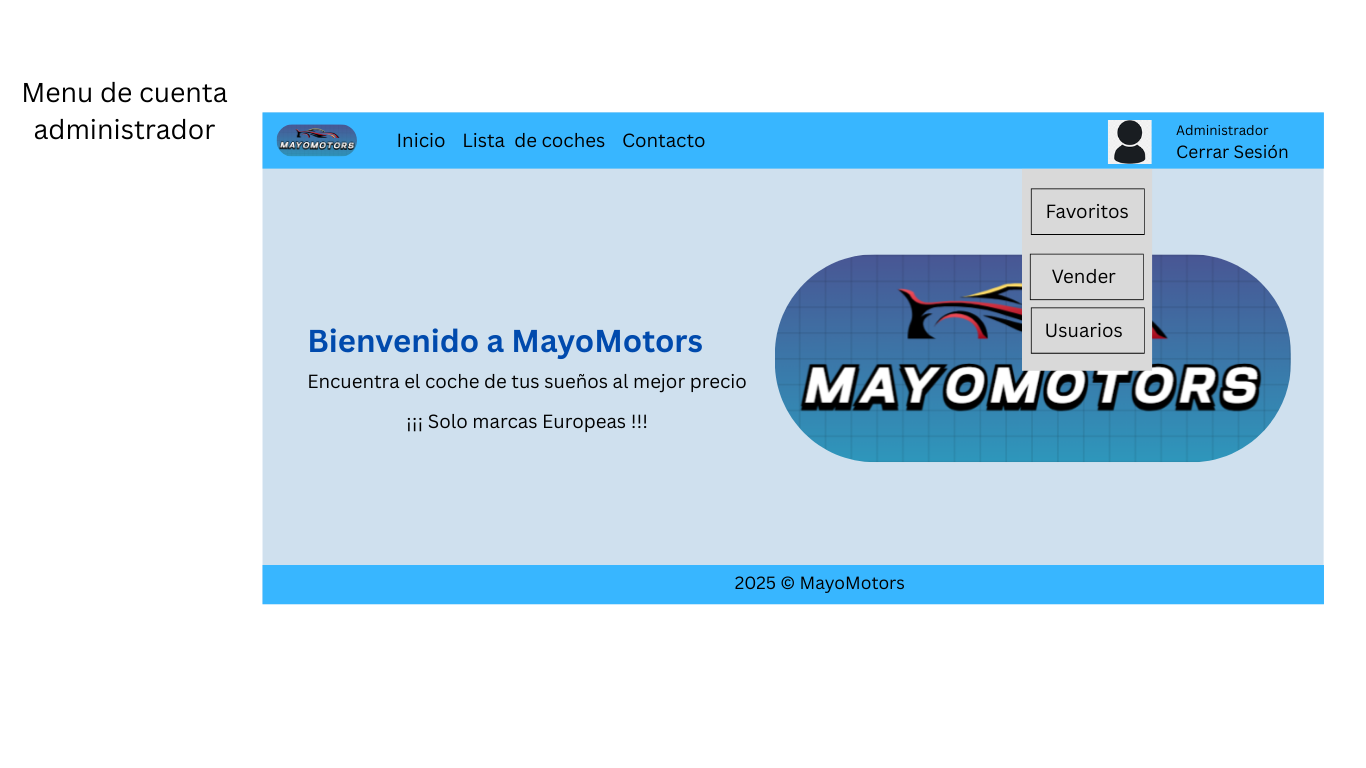 Menu de cuenta
administrador
MAYOMOTORS
Inicio Lista de coches Contacto
Administrador
Cerrar Sesión
Favoritos
Vender
Usuarios
Bienvenido a MayoMotors
Encuentra el coche de tus sueños al mejor precio
¡¡¡ Solo marcas Europeas !!!
MAYOMOTORS
2025 © MayoMotors